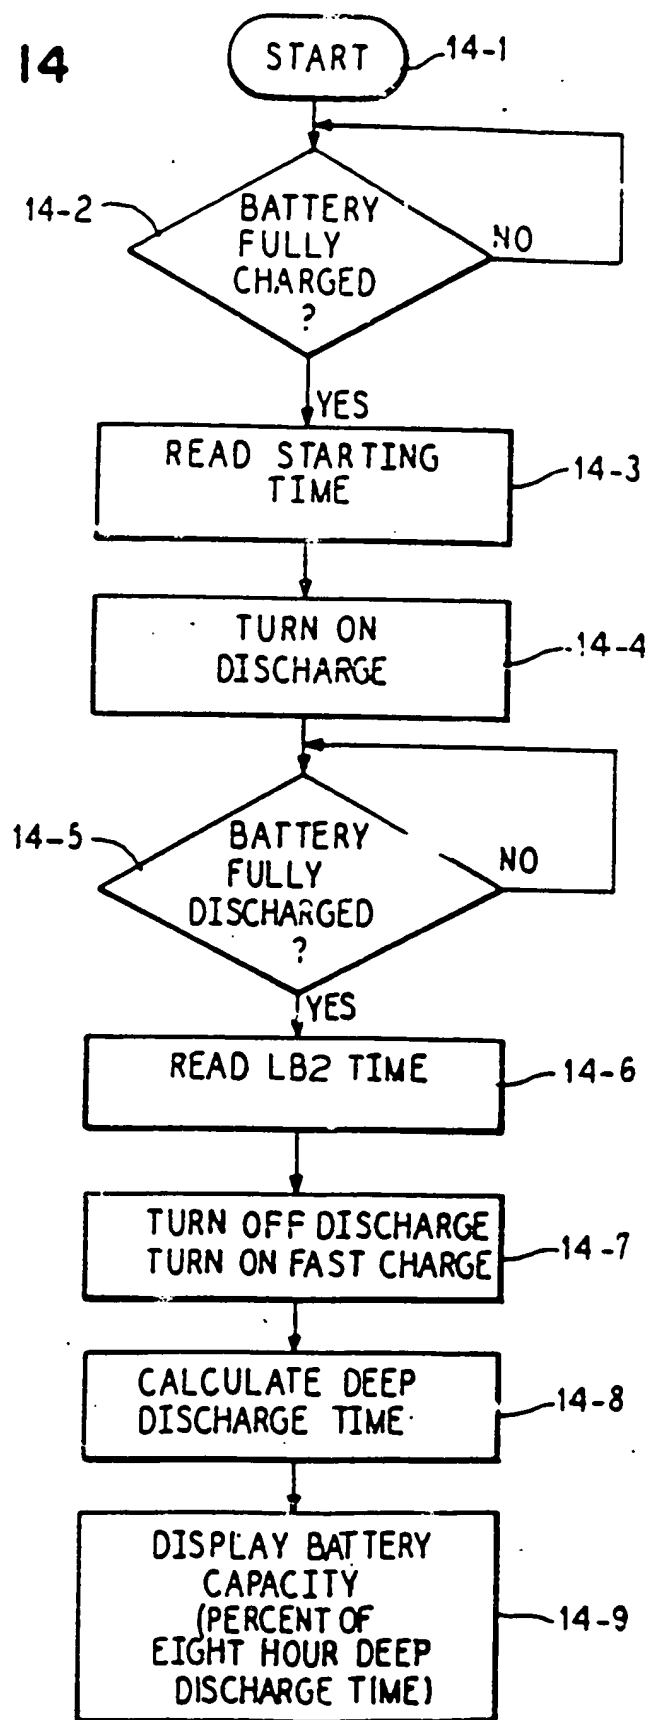 14
START
14-1
14-2
BATTERY
FULLY
CHARGED
?
NO
YES
READ STARTING
TIME
14-3
TURN ON
DISCHARGE
14-4
14-5
BATTERY
FULLY
DISCHARGED
?
NO
YES
READ LB2 TIME
14-6
TURN OFF DISCHARGE
TURN ON FAST CHARGE
14-7
CALCULATE DEEP
DISCHARGE TIME
14-8
DISPLAY BATTERY
CAPACITY
(PERCENT OF
EIGHT HOUR DEEP
DISCHARGE TIME)
14-9